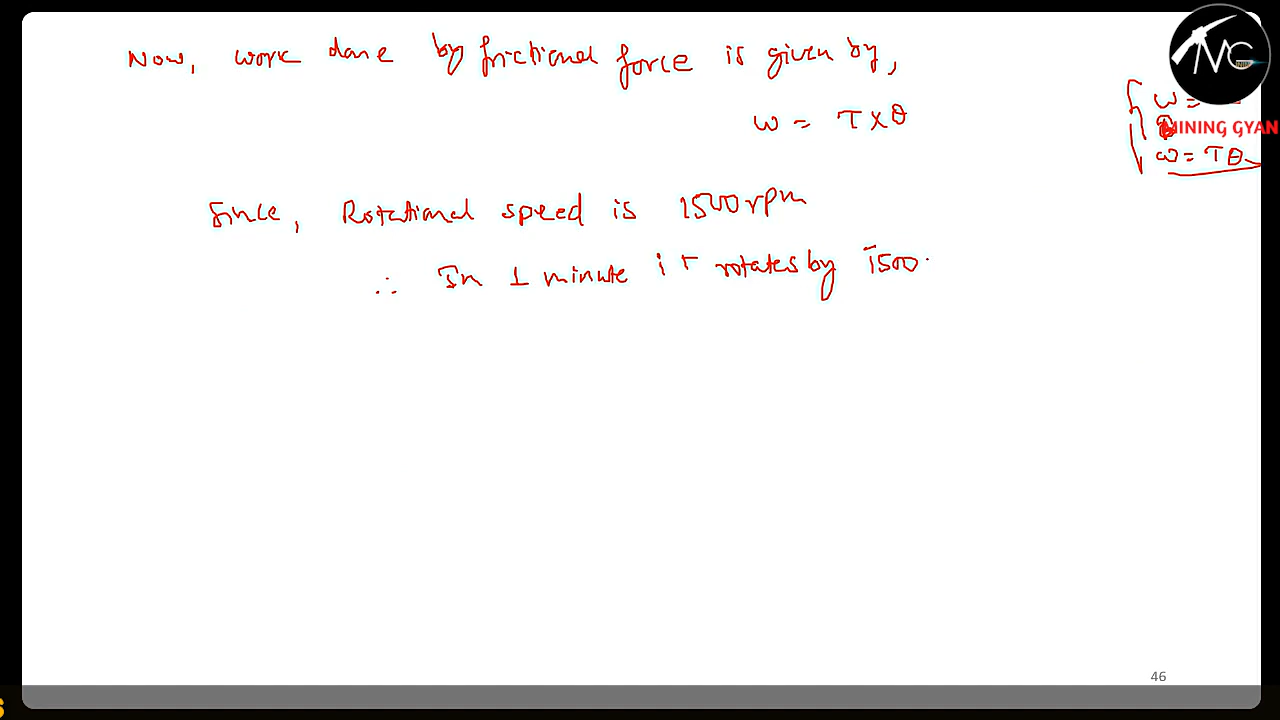 Now, work done by frictional force is given by,
W = T × θ
W =
MINING GYAN
W = Tθ
Since, Rotational speed is 1500 rpm
∴ In 1 minute it rotates by 1500
46